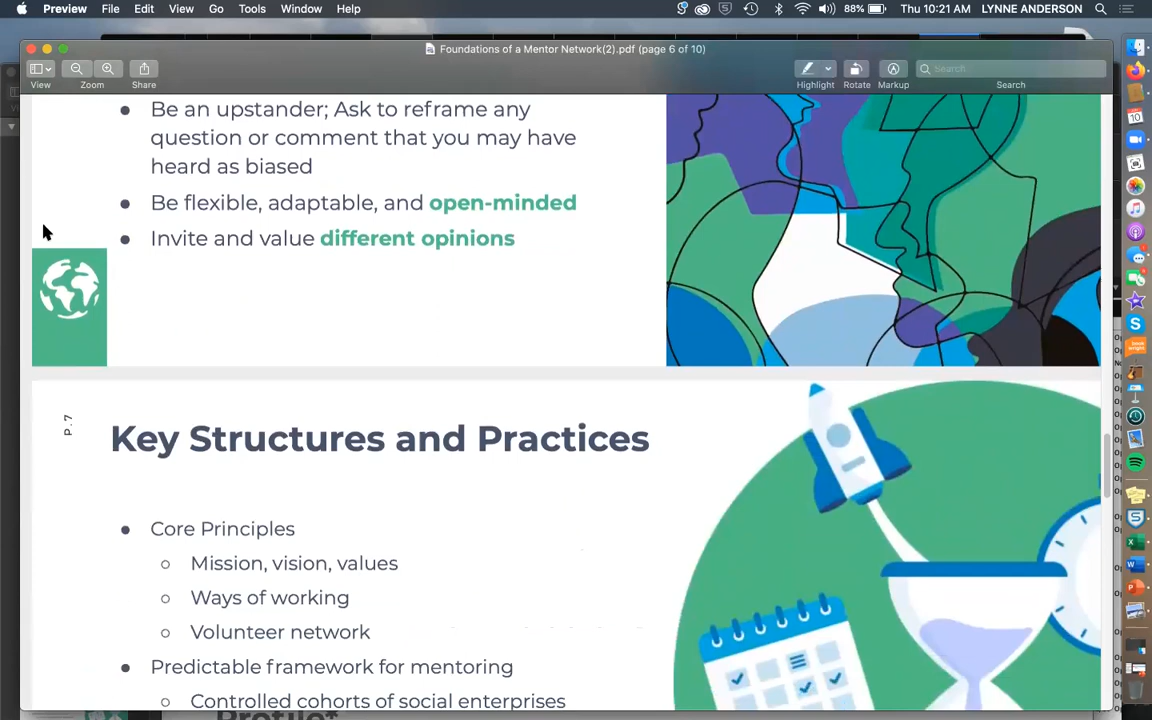 Preview File Edit View Go Tools Window Help
88% Thu 10:21 AM LYNNE ANDERSON
Foundations of a Mentor Network(2).pdf (page 6 of 10)
View Zoom Share Highlight Rotate Markup Search
Search
• Be an upstander; Ask to reframe any
question or comment that you may have
heard as biased
• Be flexible, adaptable, and open-minded
• Invite and value different opinions
P. 7
Key Structures and Practices
• Core Principles
○ Mission, vision, values
○ Ways of working
○ Volunteer network
• Predictable framework for mentoring
○ Controlled cohorts of social enterprises